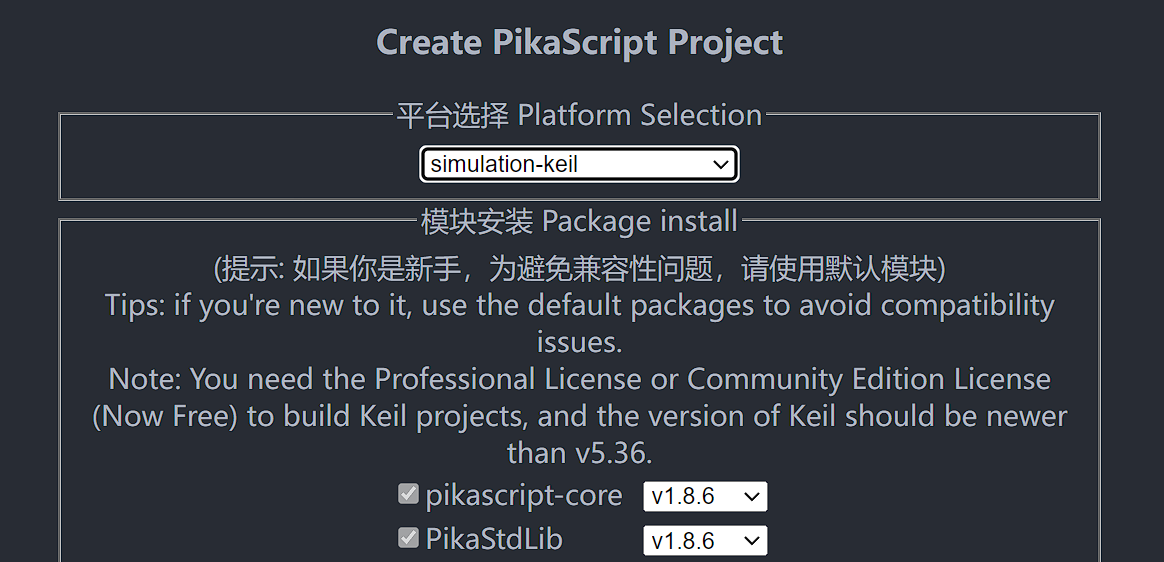 Create PikaScript Project
平台选择 Platform Selection
simulation-keil
模块安装 Package install
(提示: 如果你是新手，为避免兼容性问题，请使用默认模块)
Tips: if you're new to it, use the default packages to avoid compatibility
issues.
Note: You need the Professional License or Community Edition License
(Now Free) to build Keil projects, and the version of Keil should be newer
than v5.36.
pikascript-core v1.8.6
PikaStdLib v1.8.6